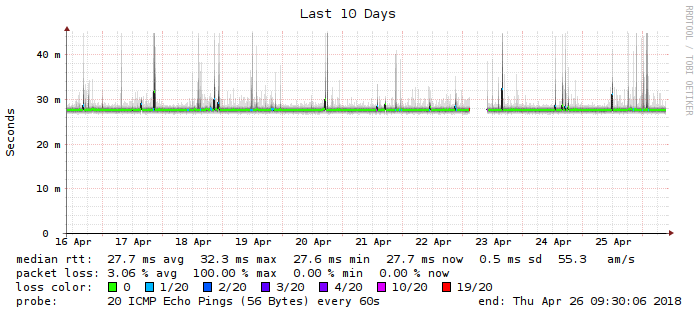 Last 10 Days
RRDTOOL / TOBI OETIKER
Seconds
40 m
30 m
20 m
10 m
0
16 Apr 17 Apr 18 Apr 19 Apr 20 Apr 21 Apr 22 Apr 23 Apr 24 Apr 25 Apr
median rtt: 27.7 ms avg 32.3 ms max 27.6 ms min 27.7 ms now 0.5 ms sd 55.3 am/s
packet loss: 3.06 % avg 100.00 % max 0.00 % min 0.00 % now
loss color: 0 1/20 2/20 3/20 4/20 10/20 19/20
probe: 20 ICMP Echo Pings (56 Bytes) every 60s end: Thu Apr 26 09:30:06 2018